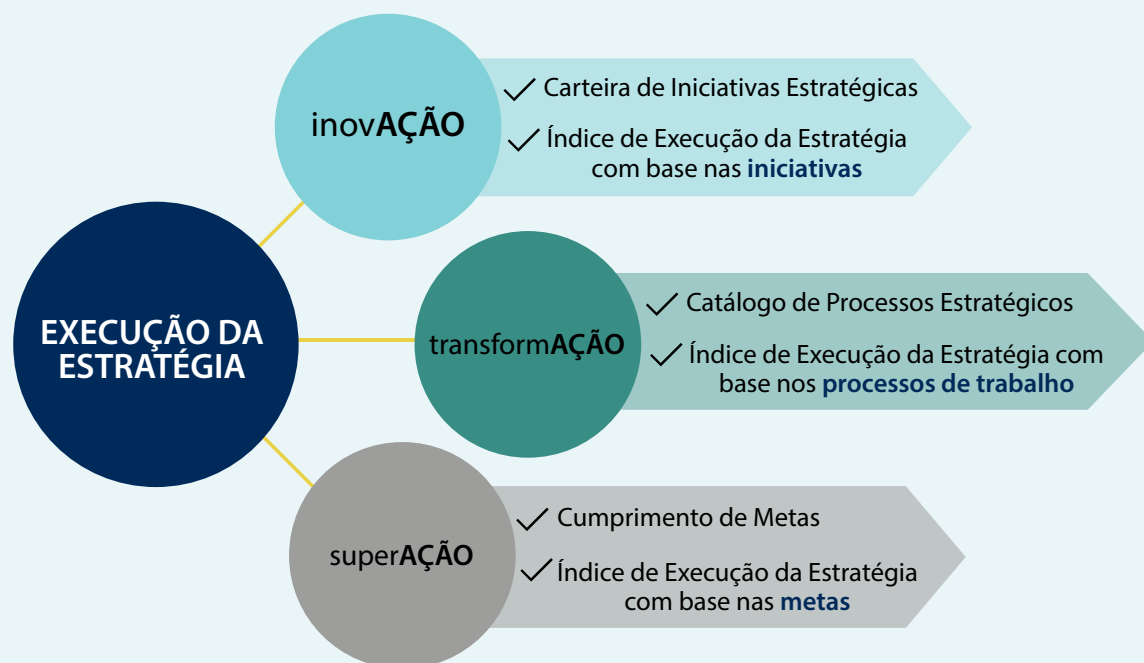 EXECUÇÃO DA
ESTRATÉGIA
inovAÇÃO
Carteira de Iniciativas Estratégicas
Índice de Execução da Estratégia
com base nas iniciativas
transformAÇÃO
Catálogo de Processos Estratégicos
Índice de Execução da Estratégia com
base nos processos de trabalho
superAÇÃO
Cumprimento de Metas
Índice de Execução da Estratégia
com base nas metas